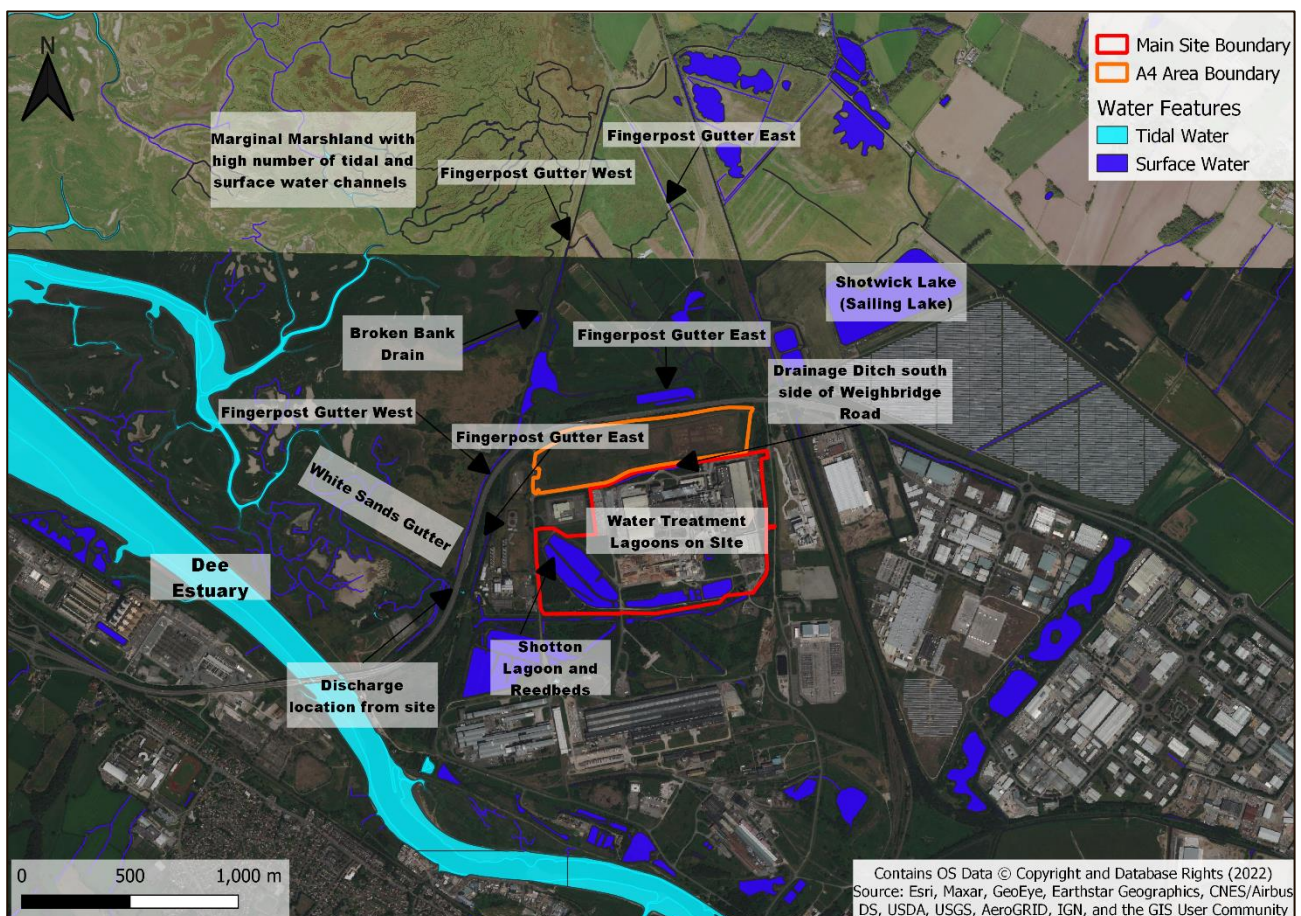 N
Main Site Boundary
A4 Area Boundary
Water Features
Tidal Water
Surface Water
Marginal Marshland with
high number of tidal and
surface water channels
Fingerpost Gutter East
Fingerpost Gutter West
Shotwick Lake
(Sailing Lake)
Broken Bank
Drain
Fingerpost Gutter East
Drainage Ditch south
side of Weighbridge
Road
Fingerpost Gutter West
Fingerpost Gutter East
White Sands Gutter
Water Treatment
Lagoons on SIte
Dee
Estuary
Shotton
Lagoon and
Reedbeds
Discharge
location from site
0 500 1,000 m
Contains OS Data © Copyright and Database Rights (2022)
Source: Esri, Maxar, GeoEye, Earthstar Geographics, CNES/Airbus
DS, USDA, USGS, AeroGRID, IGN, and the GIS User Community